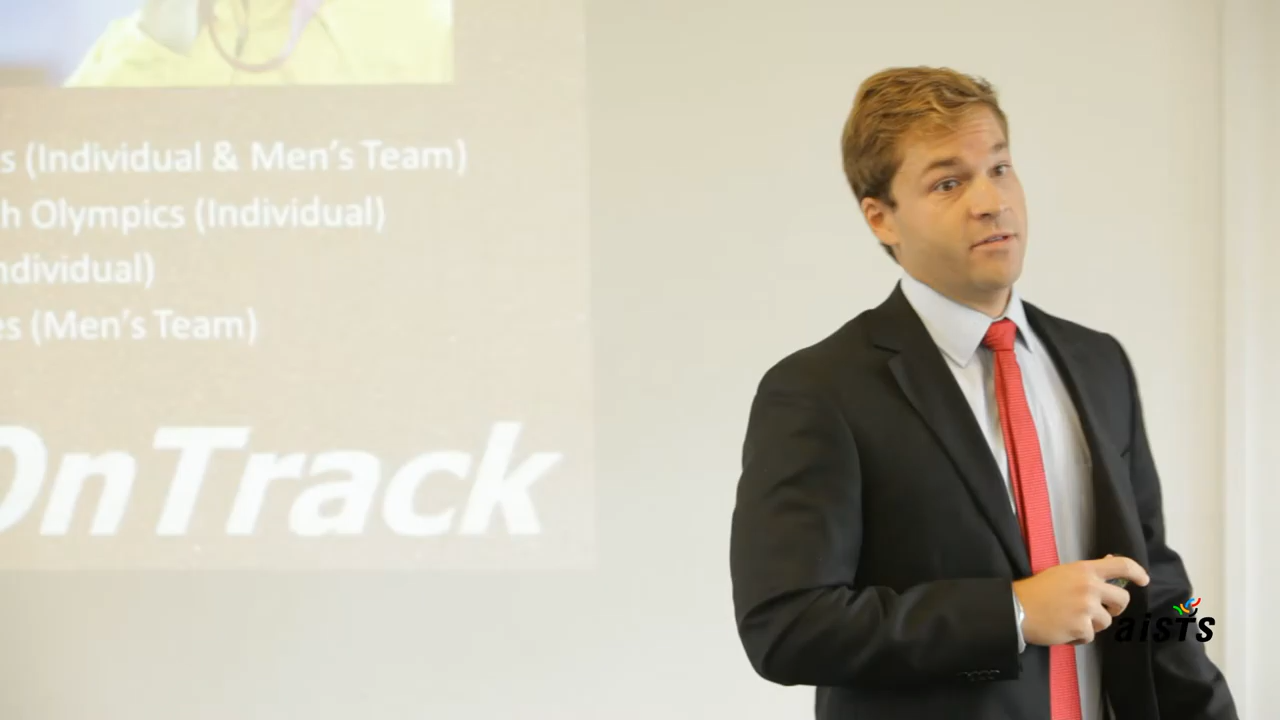 s (Individual & Men's Team)
h Olympics (Individual)
ndividual)
es (Men's Team)
OnTrack
aisTs